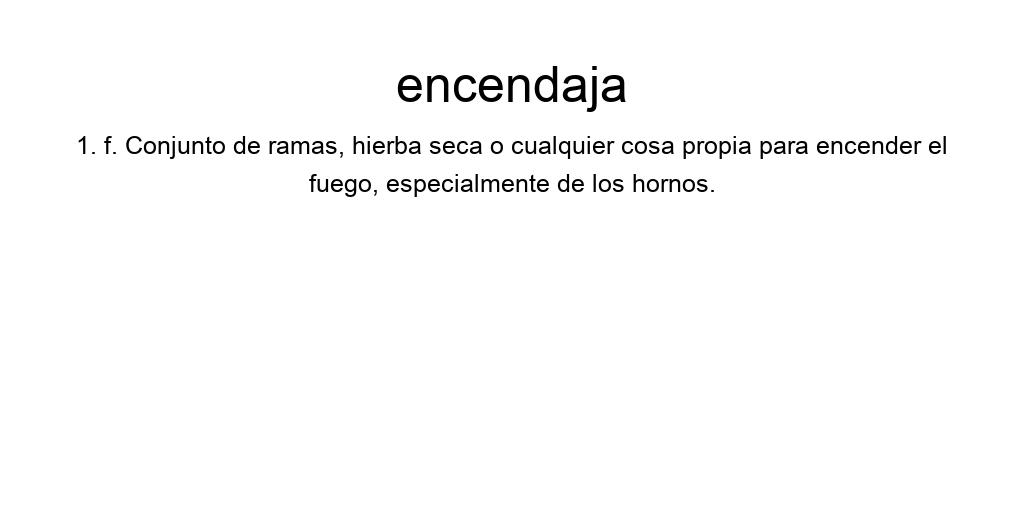 encendaja
1. f. Conjunto de ramas, hierba seca o cualquier cosa propia para encender el
fuego, especialmente de los hornos.